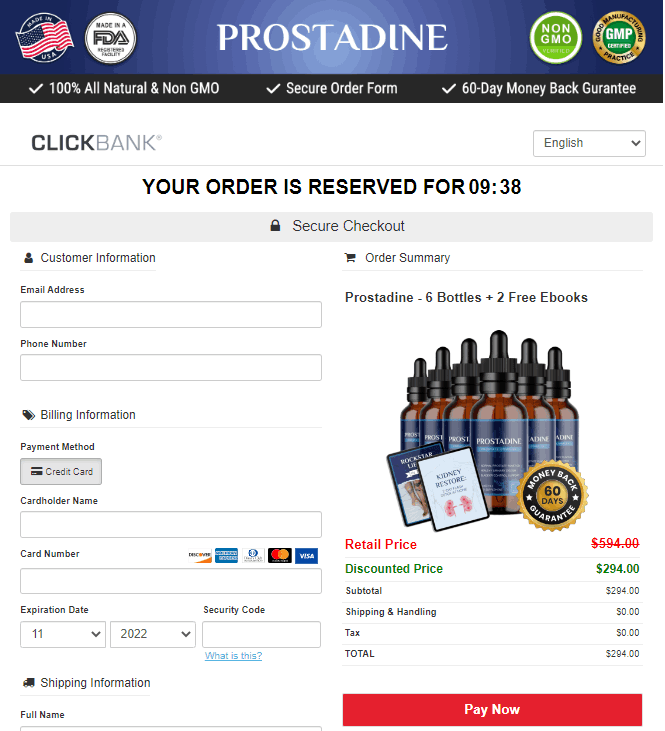 MADE IN
USA
MADE IN A
FDA
REGISTERED
FACILITY
PROSTADINE
NON
GMO
VERIFIED
GOOD MANUFACTURING
GMP
CERTIFIED
PRACTICE
100% All Natural & Non GMO
Secure Order Form
60-Day Money Back Gurantee
CLICKBANK®
English
YOUR ORDER IS RESERVED FOR 09:38
Secure Checkout
Customer Information
Email Address
Phone Number
Billing Information
Payment Method
Credit Card
Cardholder Name
Card Number
DISCOVER
AMERICAN EXPRESS
VISA
Expiration Date
Security Code
11
2022
What is this?
Shipping Information
Full Name
Order Summary
Prostadine - 6 Bottles + 2 Free Ebooks
PROSTADINE
ROCKSTAR
KIDNEY
RESTORE:
MONEY BACK
60
DAYS
GUARANTEE
Retail Price
$594.00
Discounted Price
$294.00
Subtotal
$294.00
Shipping & Handling
$0.00
Tax
$0.00
TOTAL
$294.00
Pay Now